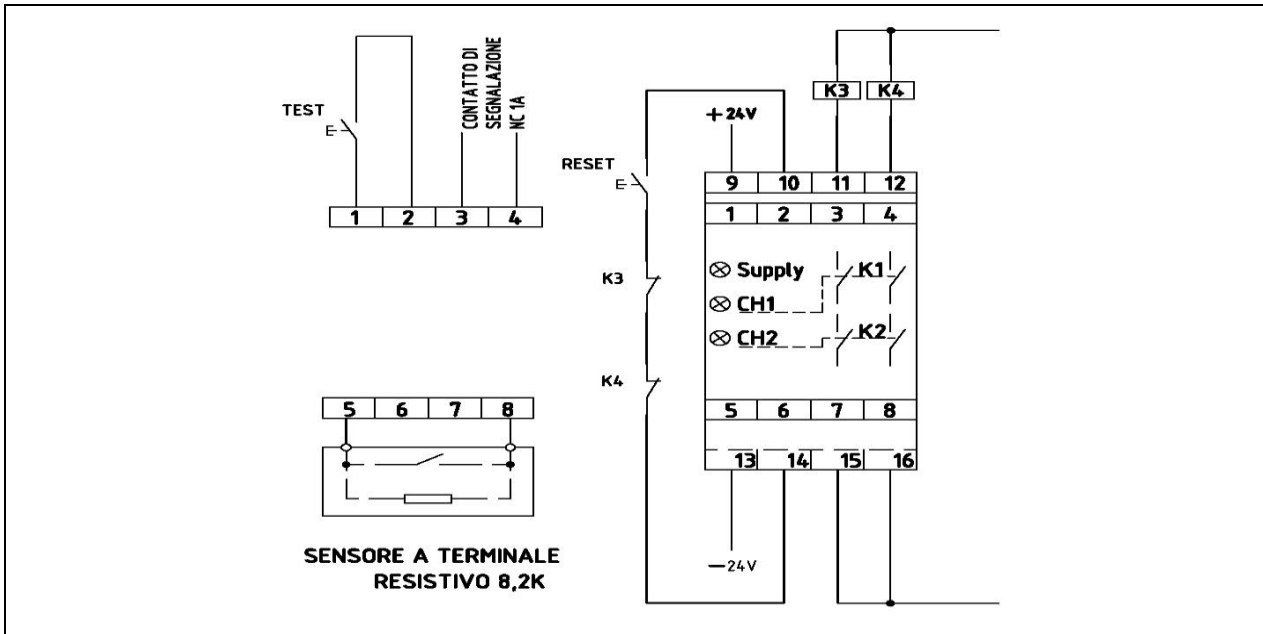 TEST
CONTATTO DI
SEGNALAZIONE
NC 1A
1 2 3 4
5 6 7 8
SENSORE A TERMINALE
RESISTIVO 8,2K
RESET
K3
K4
+24V
K3 K4
9 10 11 12
1 2 3 4
Supply K1
CH1
CH2 K2
5 6 7 8
13 14 15 16
-24V